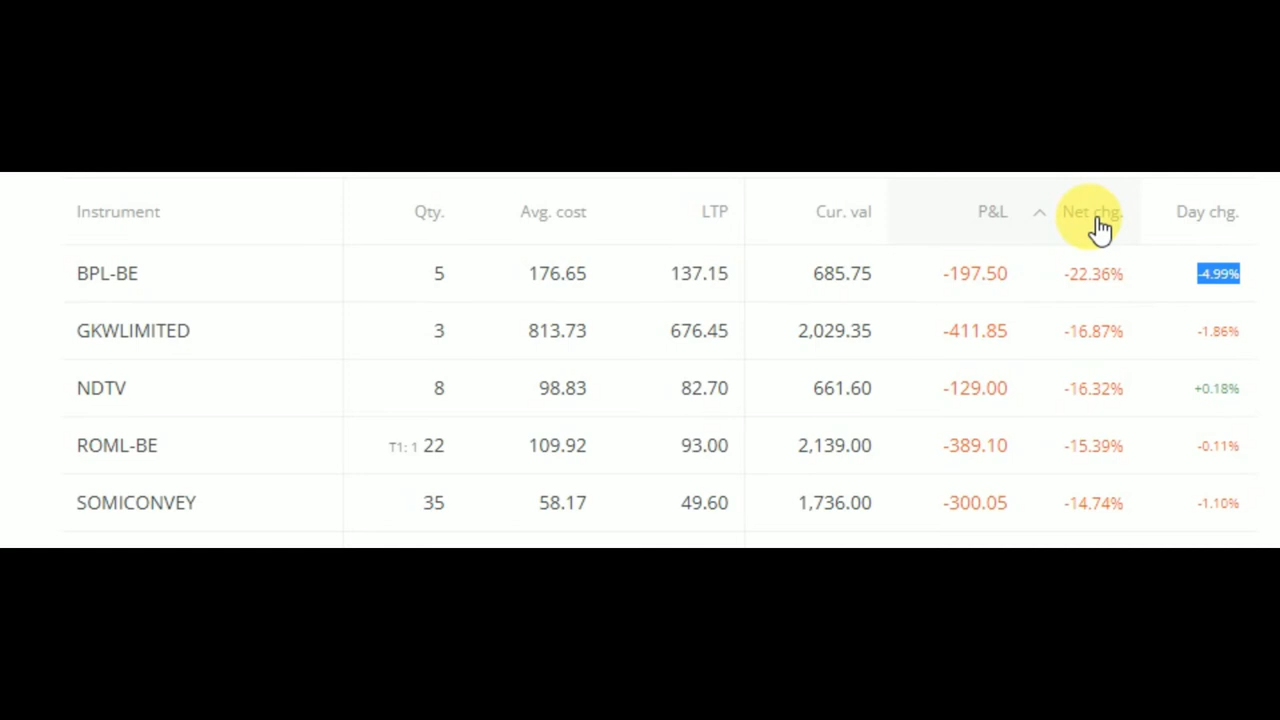 Instrument Qty. Avg. cost LTP Cur. val P&L Net chg. Day chg.
BPL-BE 5 176.65 137.15 685.75 -197.50 -22.36% -4.99%
GKWLIMITED 3 813.73 676.45 2,029.35 -411.85 -16.87% -1.86%
NDTV 8 98.83 82.70 661.60 -129.00 -16.32% +0.18%
ROML-BE T1: 1 22 109.92 93.00 2,139.00 -389.10 -15.39% -0.11%
SOMICONVEY 35 58.17 49.60 1,736.00 -300.05 -14.74% -1.10%